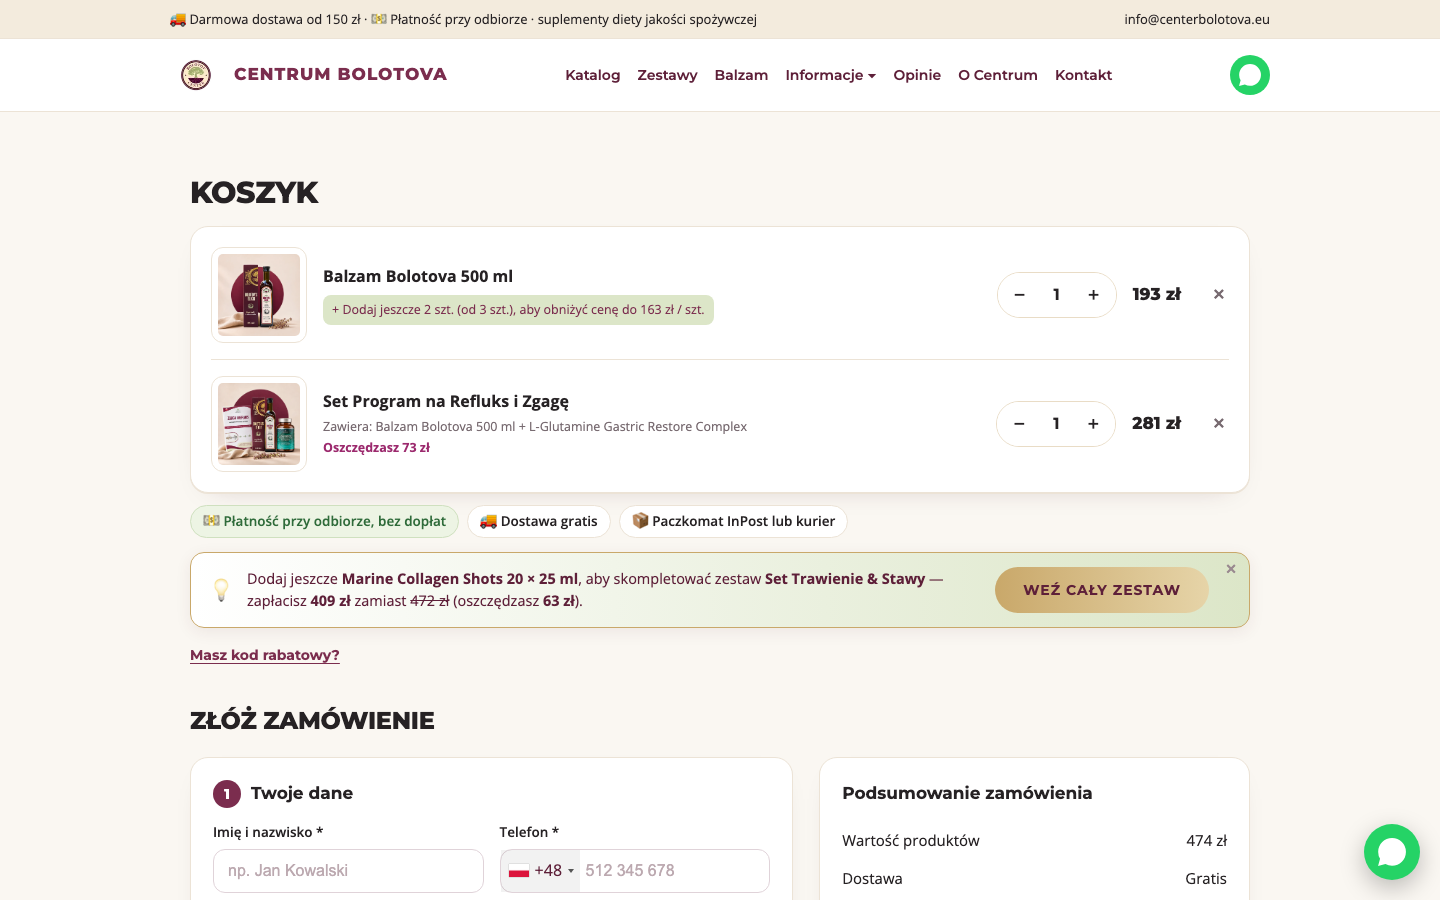 🚚 Darmowa dostawa od 150 zł · 💵 Płatność przy odbiorze · suplementy diety jakości spożywczej
info@centerbolotova.eu
CENTRUM BOLOTOVA
Katalog Zestawy Balzam Informacje Opinie O Centrum Kontakt
KOSZYK
Balzam Bolotova 500 ml
+ Dodaj jeszcze 2 szt. (od 3 szt.), aby obniżyć cenę do 163 zł / szt.
− 1 + 193 zł ×
Set Program na Refluks i Zgagę
Zawiera: Balzam Bolotova 500 ml + L-Glutamine Gastric Restore Complex
Oszczędzasz 73 zł
− 1 + 281 zł ×
💵 Płatność przy odbiorze, bez dopłat
🚚 Dostawa gratis
📦 Paczkomat InPost lub kurier
💡 Dodaj jeszcze Marine Collagen Shots 20 × 25 ml, aby skompletować zestaw Set Trawienie & Stawy —
zapłacisz 409 zł zamiast 472 zł (oszczędzasz 63 zł).
WEŹ CAŁY ZESTAW
×
Masz kod rabatowy?
ZŁÓŻ ZAMÓWIENIE
1 Twoje dane
Imię i nazwisko *
np. Jan Kowalski
Telefon *
+48 512 345 678
Podsumowanie zamówienia
Wartość produktów 474 zł
Dostawa Gratis